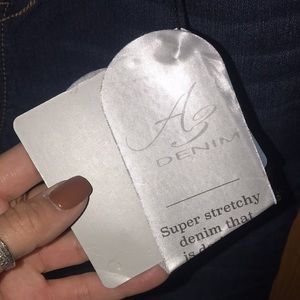 AG
DENIM
Super stretchy
denim that
is